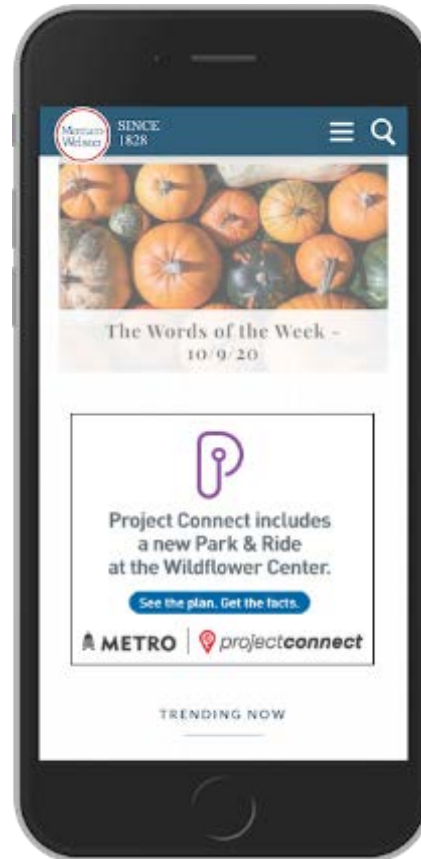 Merriam-
Webster
SINCE
1828
The Words of the Week -
10/9/20
P
Project Connect includes
a new Park & Ride
at the Wildflower Center.
See the plan. Get the facts.
METRO projectconnect
TRENDING NOW